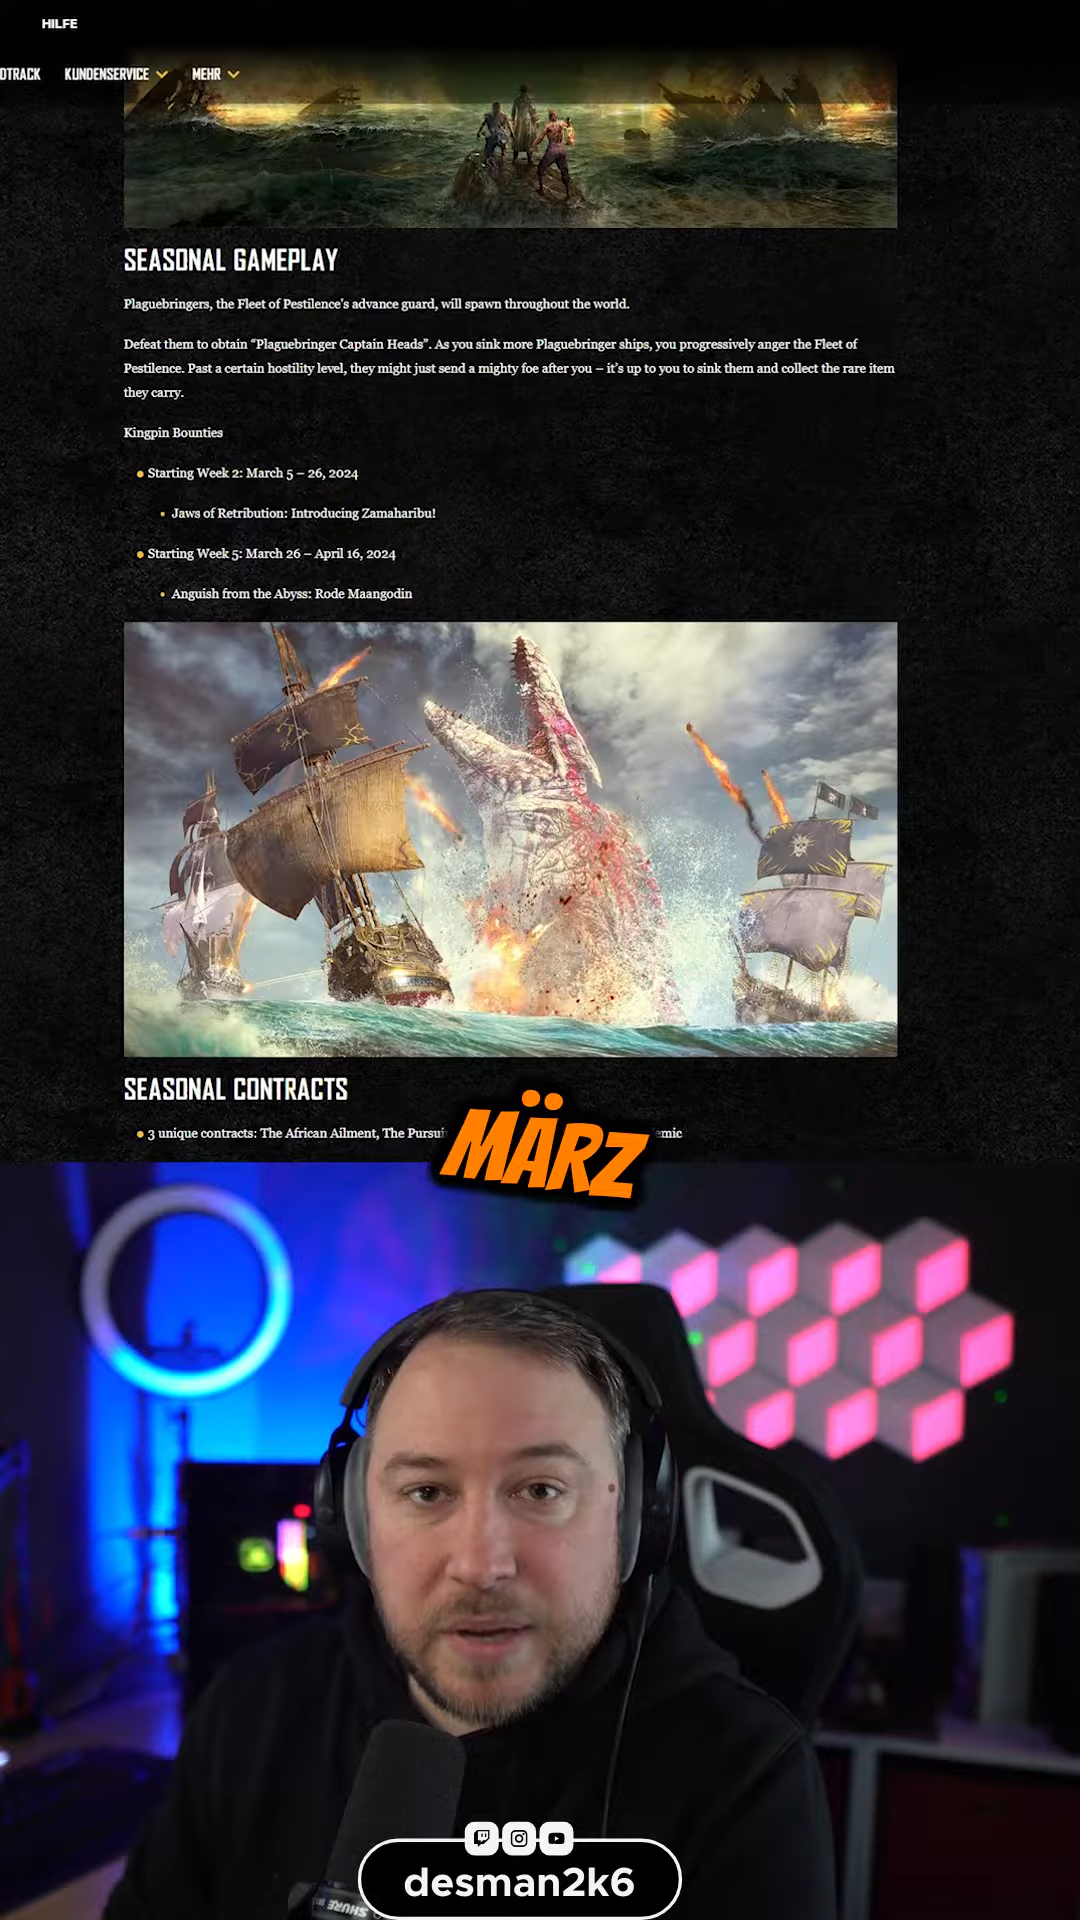 HILFE
DTRACK KUNDENSERVICE MEHR
SEASONAL GAMEPLAY
Plaguebringers, the Fleet of Pestilence's advance guard, will spawn throughout the world.
Defeat them to obtain “Plaguebringer Captain Heads”. As you sink more Plaguebringer ships, you progressively anger the Fleet of
Pestilence. Past a certain hostility level, they might just send a mighty foe after you – it's up to you to sink them and collect the rare item
they carry.
Kingpin Bounties
Starting Week 2: March 5 – 26, 2024
Jaws of Retribution: Introducing Zamaharibu!
Starting Week 5: March 26 – April 16, 2024
Anguish from the Abyss: Rode Maangodin
SEASONAL CONTRACTS
3 unique contracts: The African Ailment, The Pursui emic
MÄRZ
SHURE
desman2k6